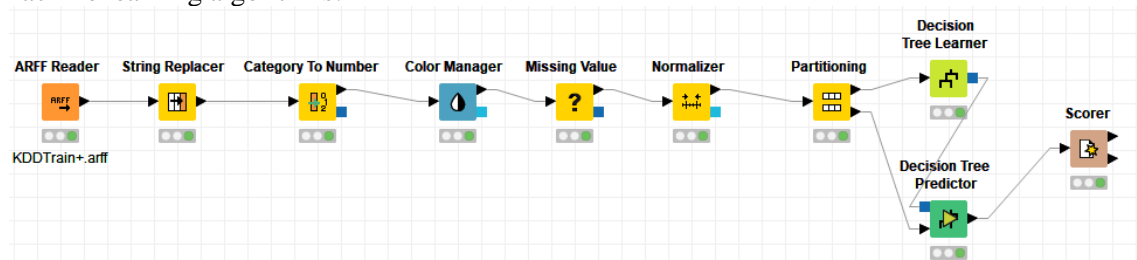 Decision
Tree Learner
ARFF Reader
String Replacer
Category To Number
Color Manager
Missing Value
Normalizer
Partitioning
ARFF
?
Scorer
KDDTrain+.arff
Decision Tree
Predictor